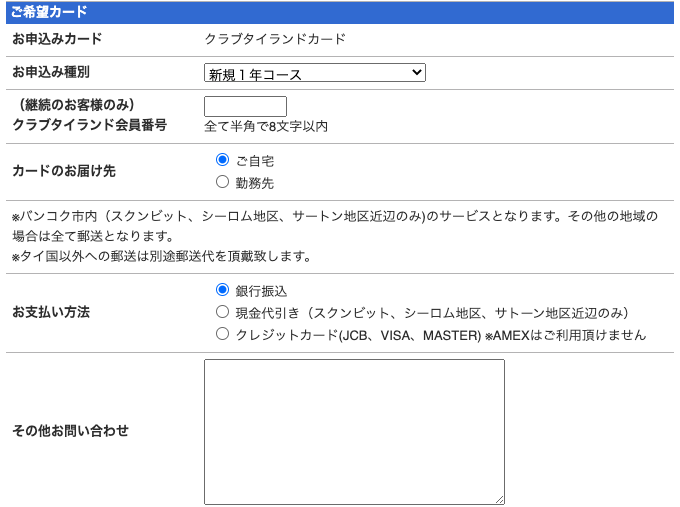 ご希望カード
お申込みカード クラブタイランドカード
お申込み種別 新規１年コース
（継続のお客様のみ）
クラブタイランド会員番号
全て半角で8文字以内
カードのお届け先
ご自宅
勤務先
※バンコク市内（スクンビット、シーロム地区、サートン地区近辺のみ)のサービスとなります。その他の地域の
場合は全て郵送となります。
※タイ国以外への郵送は別途郵送代を頂戴致します。
お支払い方法
銀行振込
現金代引き（スクンビット、シーロム地区、サトーン地区近辺のみ）
クレジットカード(JCB、VISA、MASTER) ※AMEXはご利用頂けません
その他お問い合わせ